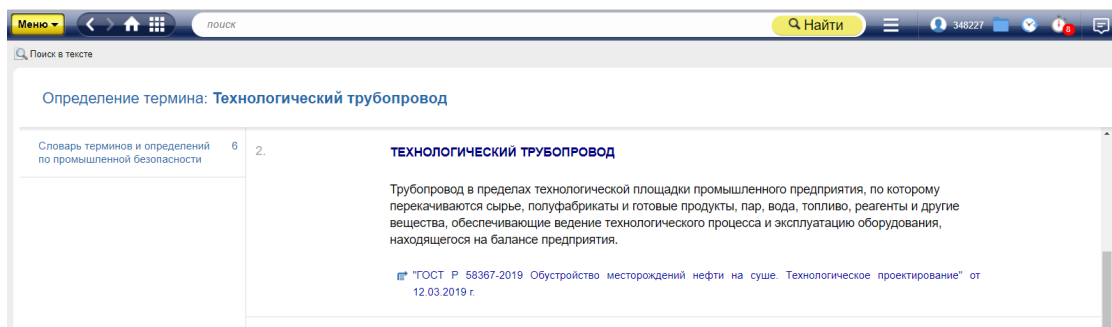 Меню
поиск
Найти
348227
8
Поиск в тексте
Определение термина: Технологический трубопровод
Словарь терминов и определений 6
по промышленной безопасности
2.
ТЕХНОЛОГИЧЕСКИЙ ТРУБОПРОВОД
Трубопровод в пределах технологической площадки промышленного предприятия, по которому
перекачиваются сырье, полуфабрикаты и готовые продукты, пар, вода, топливо, реагенты и другие
вещества, обеспечивающие ведение технологического процесса и эксплуатацию оборудования,
находящегося на балансе предприятия.
"ГОСТ Р 58367-2019 Обустройство месторождений нефти на суше. Технологическое проектирование" от
12.03.2019 г.